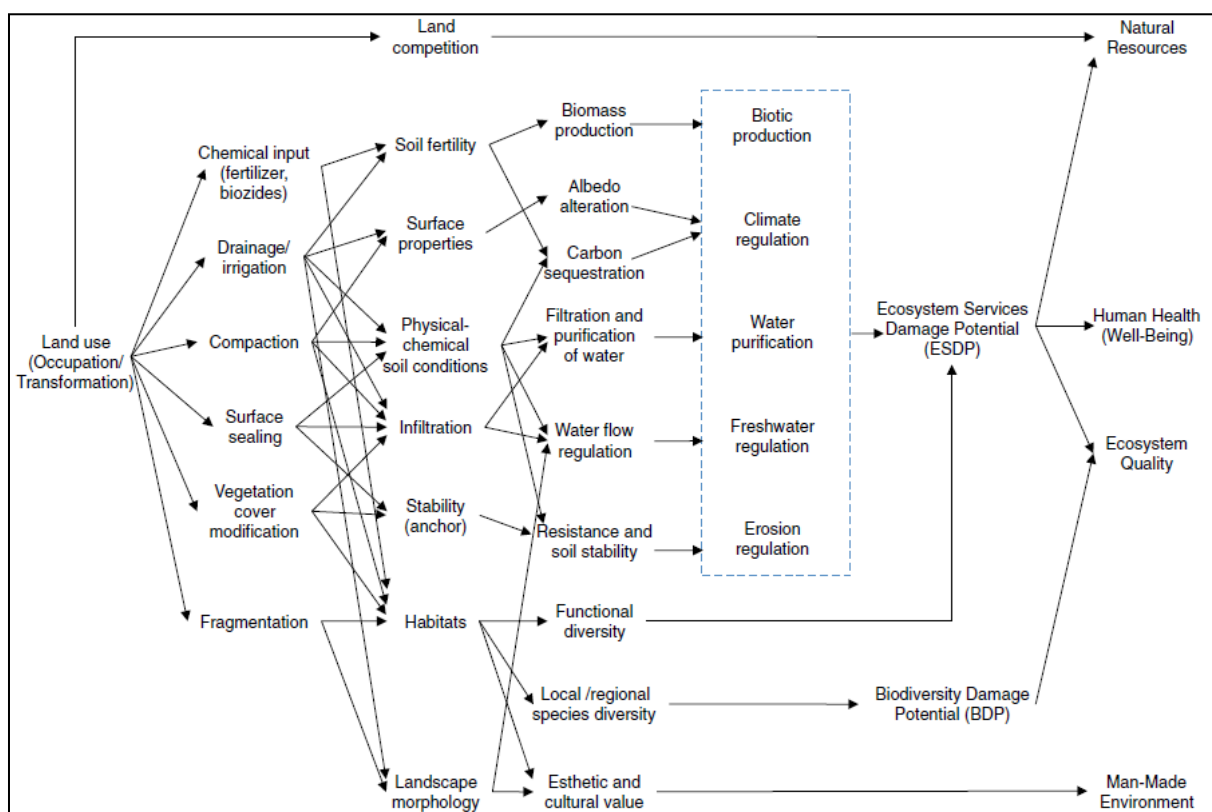 Land
competition
Natural
Resources
Biomass
production
Biotic
production
Chemical input
(fertilizer,
biozides)
Soil fertility
Albedo
alteration
Surface
properties
Climate
regulation
Drainage/
irrigation
Carbon
sequestration
Land use
(Occupation/
Transformation)
Compaction
Physical-
chemical
soil conditions
Filtration and
purification
of water
Water
purification
Ecosystem Services
Damage Potential
(ESDP)
Human Health
(Well-Being)
Surface
sealing
Infiltration
Water flow
regulation
Freshwater
regulation
Ecosystem
Quality
Vegetation
cover
modification
Stability
(anchor)
Resistance and
soil stability
Erosion
regulation
Fragmentation
Habitats
Functional
diversity
Local /regional
species diversity
Biodiversity Damage
Potential (BDP)
Landscape
morphology
Esthetic and
cultural value
Man-Made
Environment